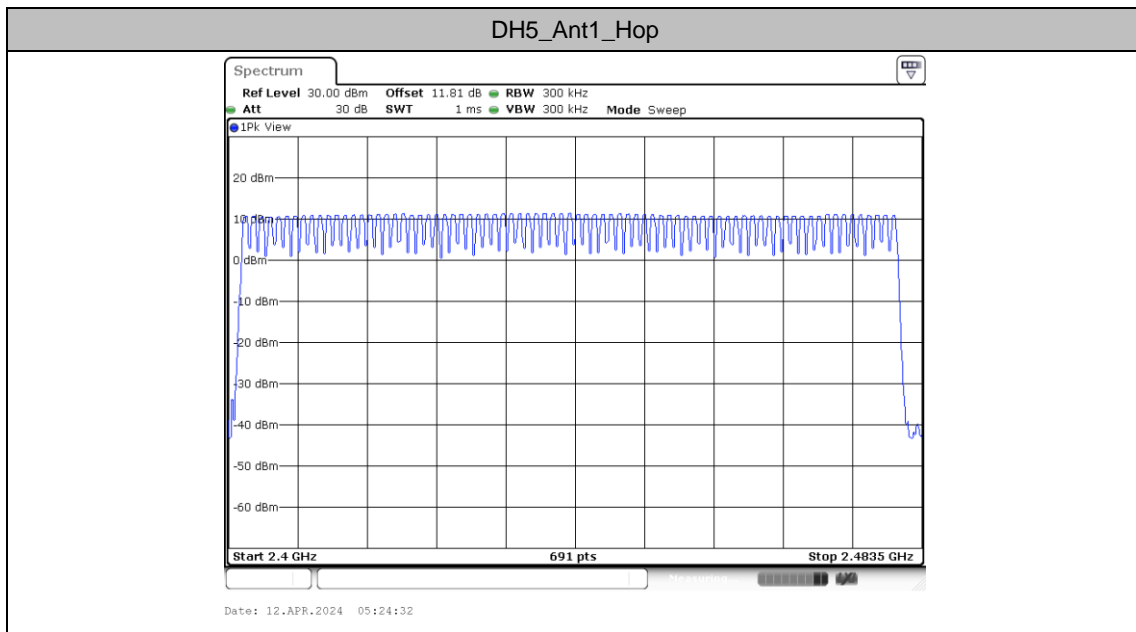 DH5_Ant1_Hop
Spectrum
Ref Level 30.00 dBm Offset 11.81 dB RBW 300 kHz
Att 30 dB SWT 1 ms VBW 300 kHz Mode Sweep
1Pk View
20 dBm
10 dBm
0 dBm
-10 dBm
-20 dBm
-30 dBm
-40 dBm
-50 dBm
-60 dBm
Start 2.4 GHz 691 pts Stop 2.4835 GHz
Measuring...
Date: 12.APR.2024 05:24:32